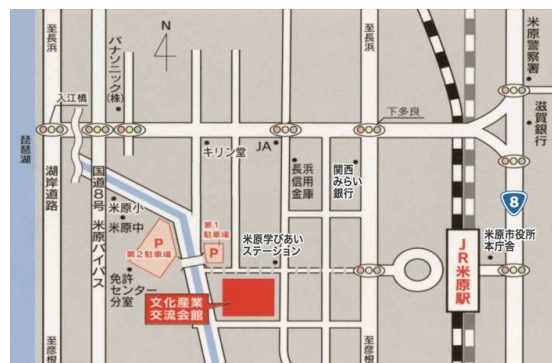 至長浜
N
至長浜
至長浜
米原警察署
パナソニック(株)
入江橋
下多良
滋賀銀行
琵琶湖
キリン堂
JA
長浜
信用
金庫
関西
みらい
銀行
湖岸道路
国道8号 米原バイパス
米原小
米原中
8
第1
駐車場
P
P
第2駐車場
米原学びあい
ステーション
JR米原駅
米原市役所
本庁舎
免許
センター
分室
文化産業
交流会館
至彦根
至彦根
至彦根